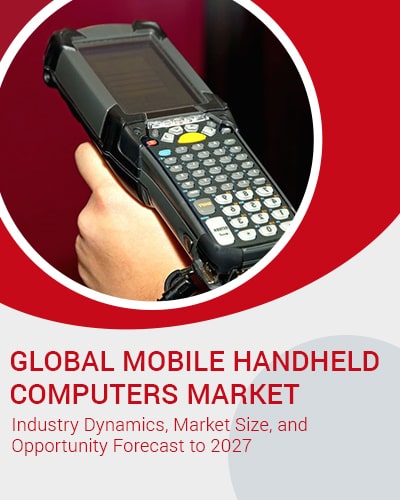 GLOBAL MOBILE HANDHELD
COMPUTERS MARKET
Industry Dynamics, Market Size, and
Opportunity Forecast to 2027